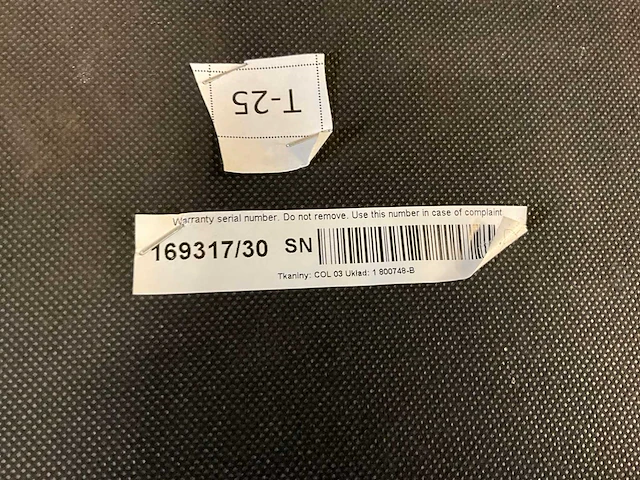 T-25
Warranty serial number. Do not remove. Use this number in case of complaint
169317/30 SN
Tkaniny: COL 03 Układ: 1 800748-B